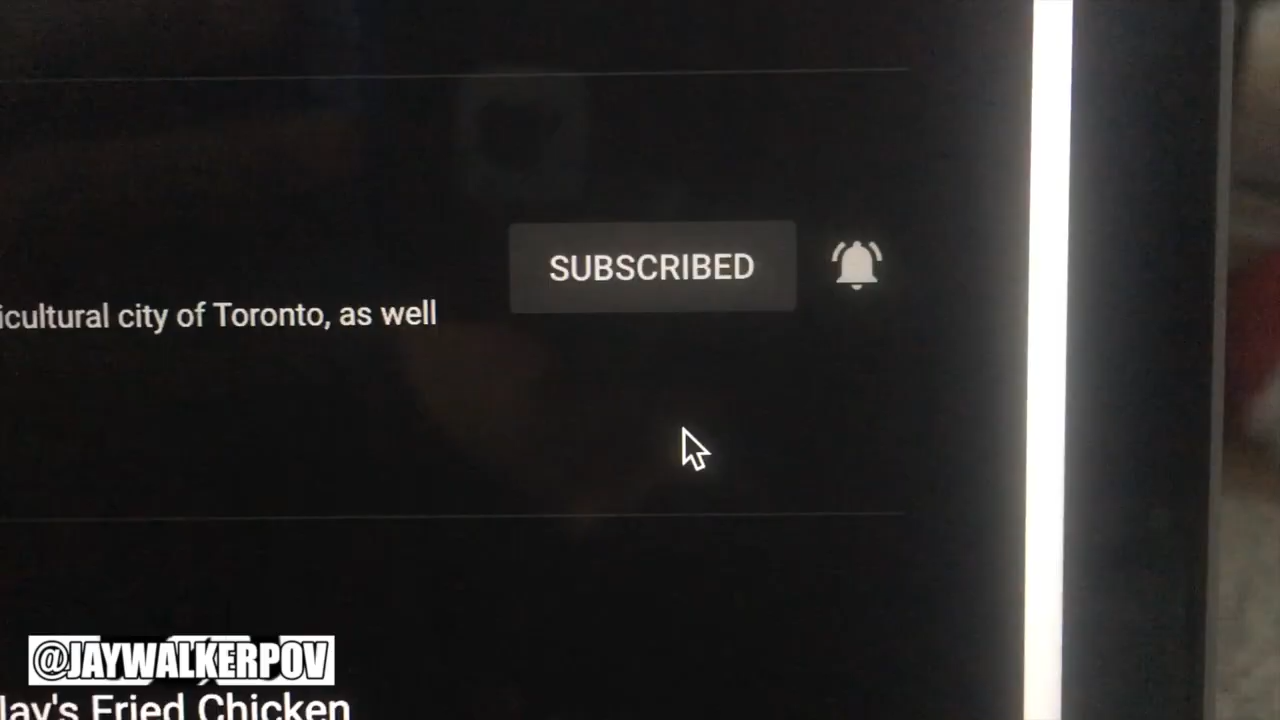 SUBSCRIBED
icultural city of Toronto, as well
@JAYWALKERPOV
Jay's Fried Chicken